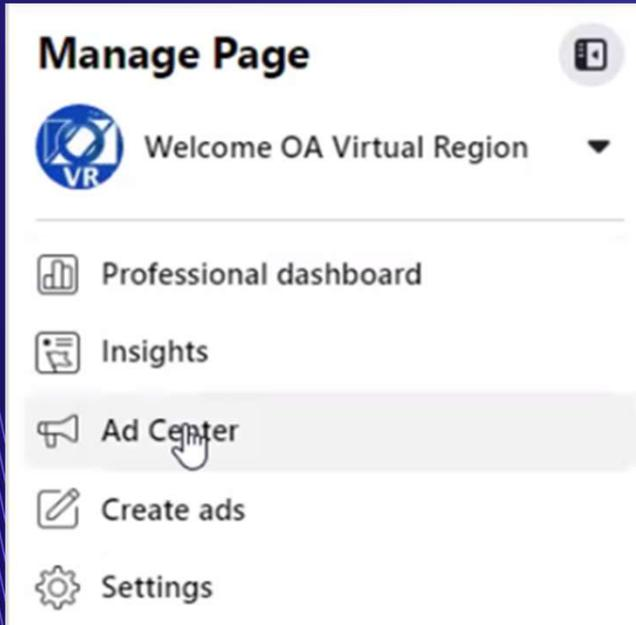 Manage Page
VR
Welcome OA Virtual Region
Professional dashboard
Insights
Ad Center
Create ads
Settings